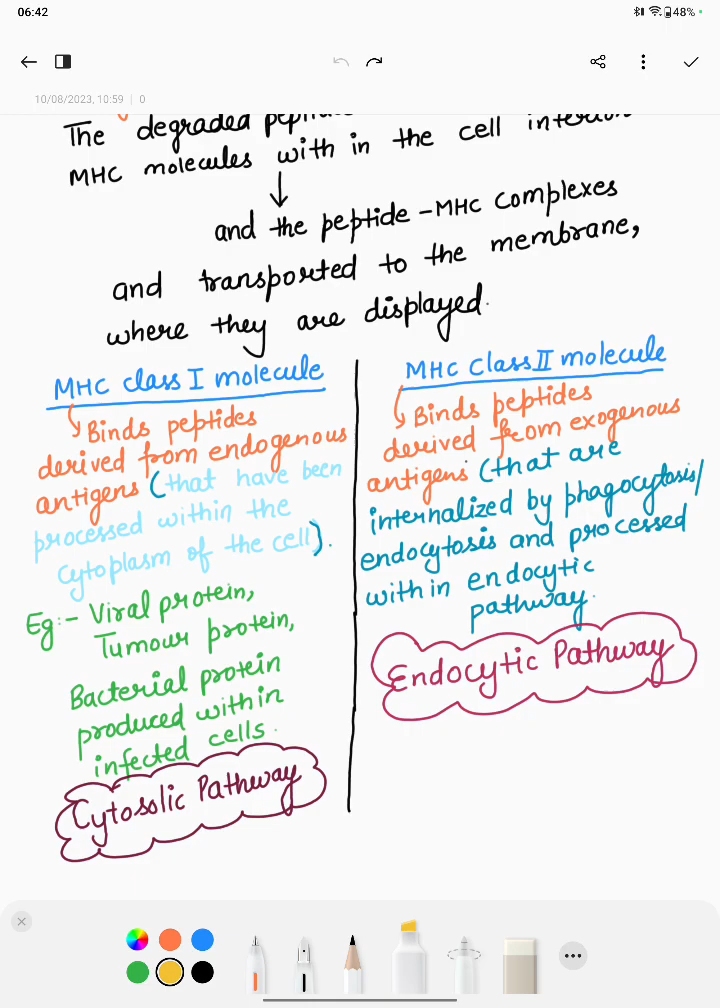 06:42
48%
10/08/2023, 10:59 | 0
The degraded
MHC molecules with in the cell interior
↓
and the peptide - MHC complexes
and transported to the membrane,
where they are displayed.
MHC class I molecule
Binds peptides
derived from endogenous
antigens (that have been
processed within the
cytoplasm of the cell).
Eg:- Viral protein,
Tumour protein,
Bacterial protein
produced within
infected cells.
Cytosolic Pathway
MHC Class II molecule
Binds peptides
derived from exogenous
antigens (that are
internalized by phagocytosis/
endocytosis and processed
with in endocytic
pathway.
Endocytic Pathway